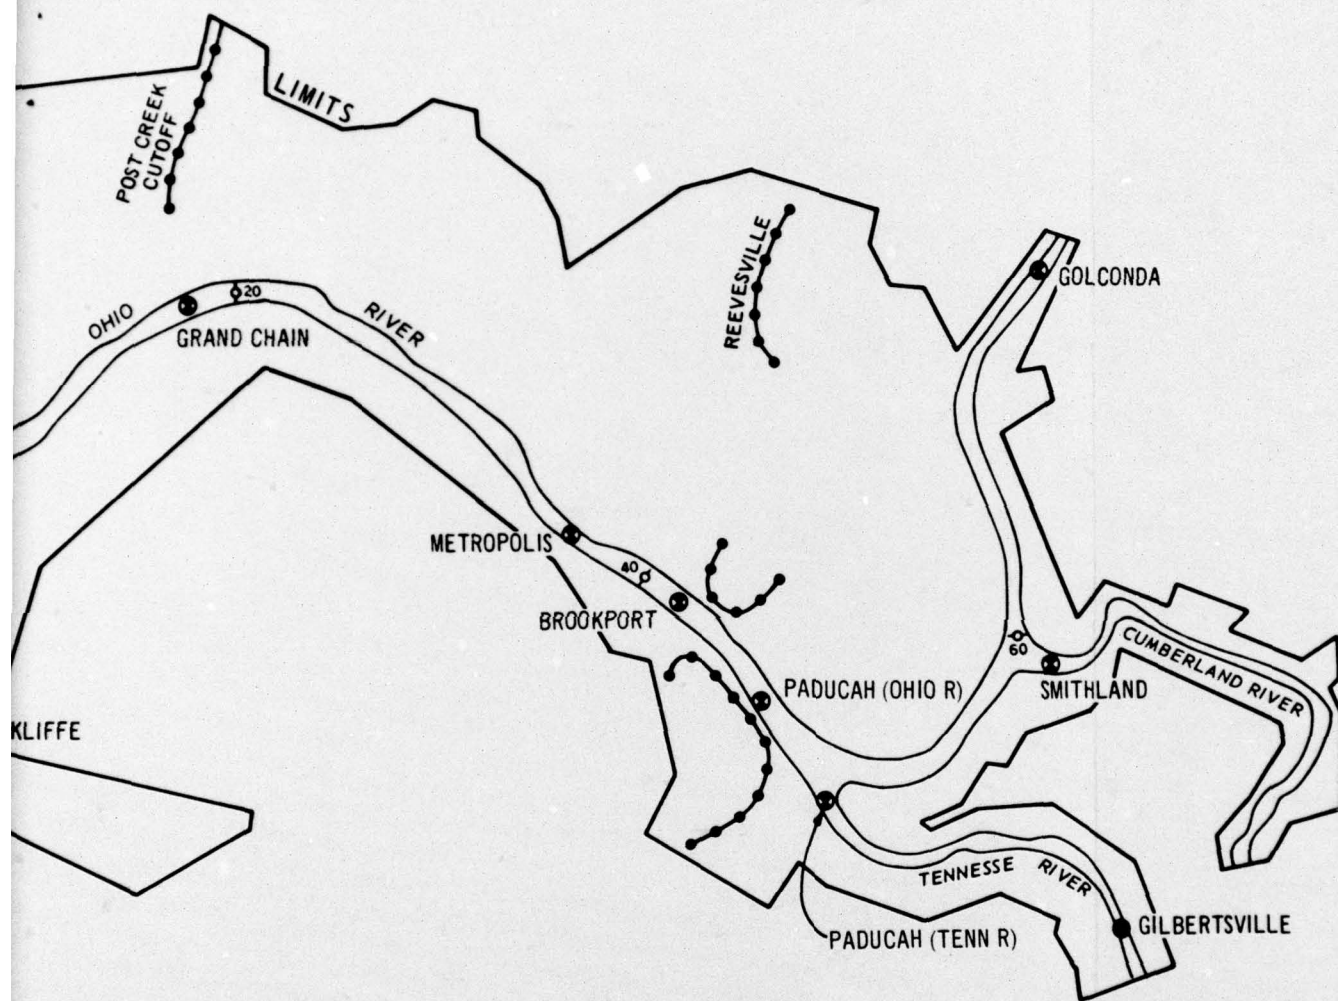 LIMITS
POST CREEK
CUTOFF
REEVESVILLE
GOLCONDA
OHIO
20
RIVER
GRAND CHAIN
METROPOLIS
40
BROOKPORT
60
CUMBERLAND RIVER
PADUCAH (OHIO R)
SMITHLAND
KLIFFE
TENNESSE RIVER
GILBERTSVILLE
PADUCAH (TENN R)